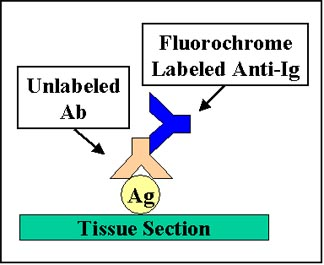 Fluorochrome
Labeled Anti-Ig
Unlabeled
Ab
Ag
Tissue Section